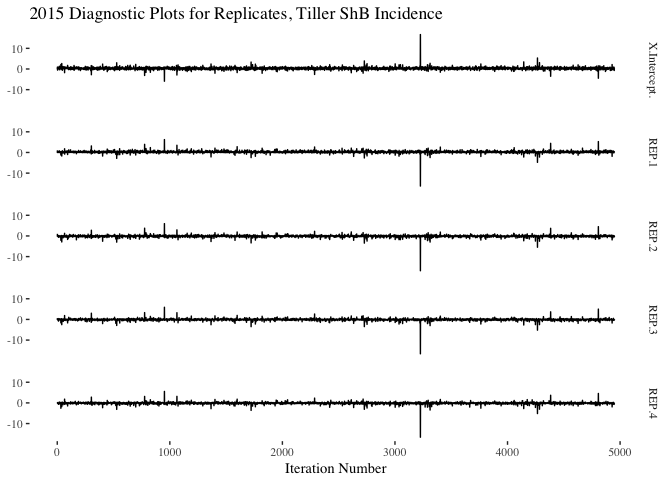 2015 Diagnostic Plots for Replicates, Tiller ShB Incidence
10
0
-10
X.Intercept.
10
0
-10
REP.1
10
0
-10
REP.2
10
0
-10
REP.3
10
0
-10
REP.4
0 1000 2000 3000 4000 5000
Iteration Number